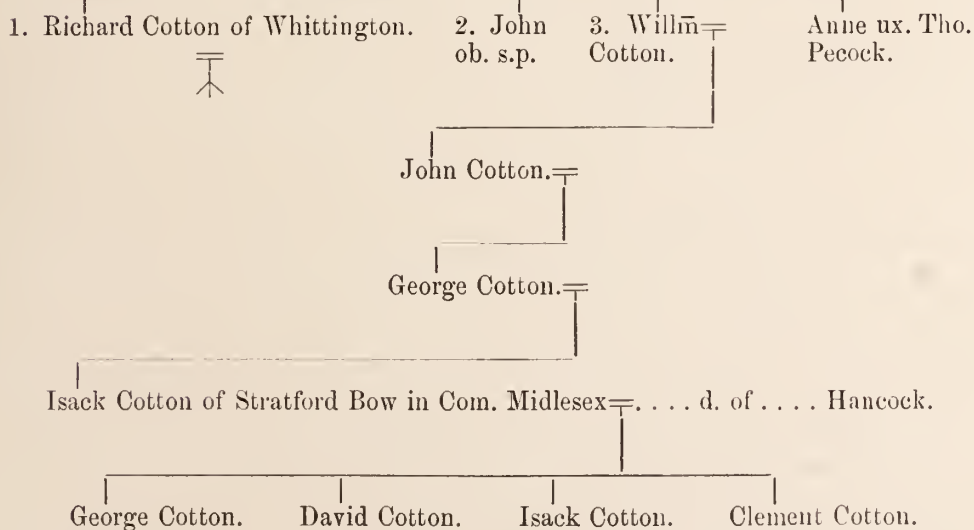 1. Richard Cotton of Whittington. 2. John 3. Willm̄ Anne ux. Tho.
ob. s.p. Cotton. Pecock.
John Cotton.
George Cotton.
Isack Cotton of Stratford Bow in Com. Midlesex . . . . d. of . . . . Hancock.
George Cotton. David Cotton. Isack Cotton. Clement Cotton.